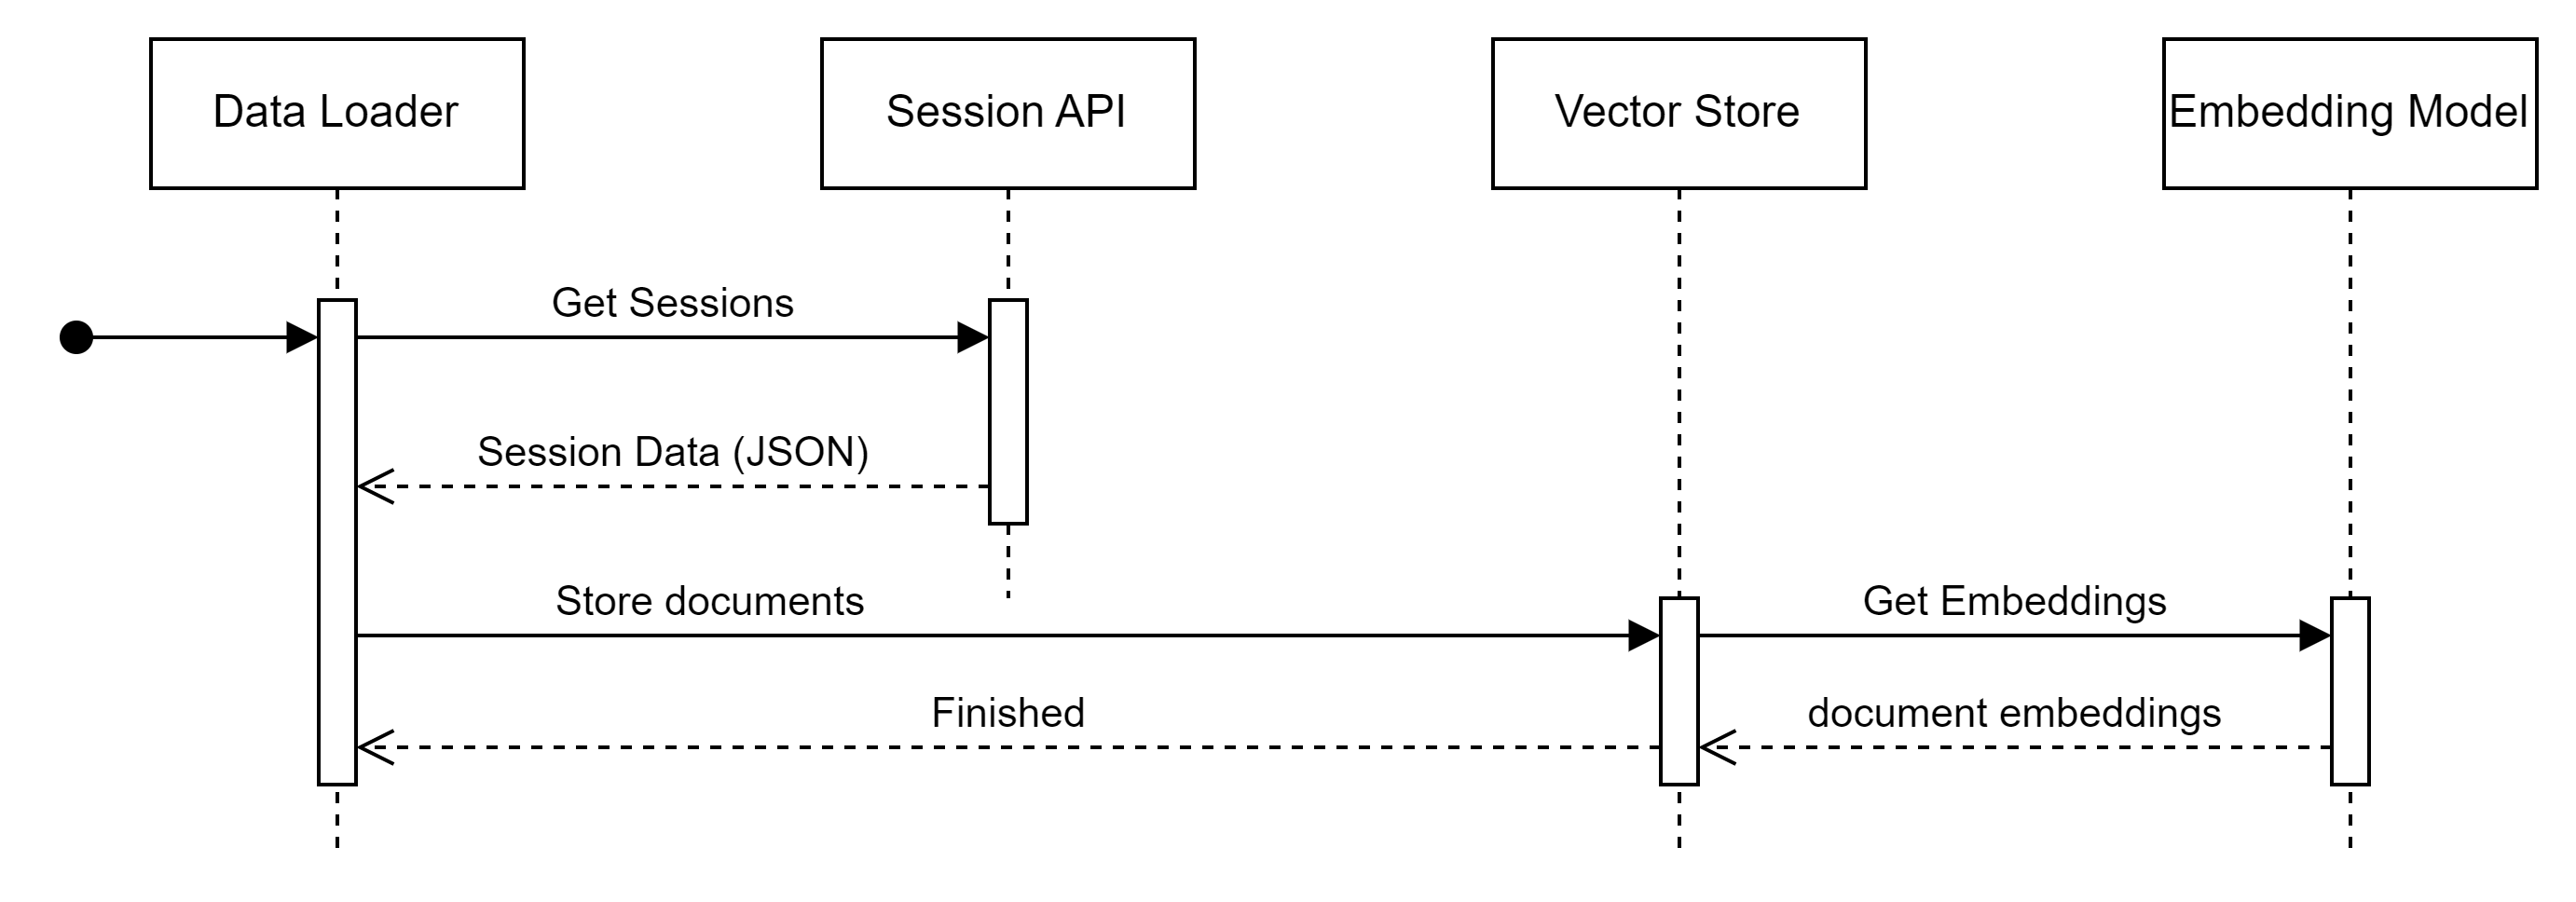 Data Loader
Session API
Vector Store
Embedding Model
Get Sessions
Session Data (JSON)
Store documents
Get Embeddings
Finished
document embeddings